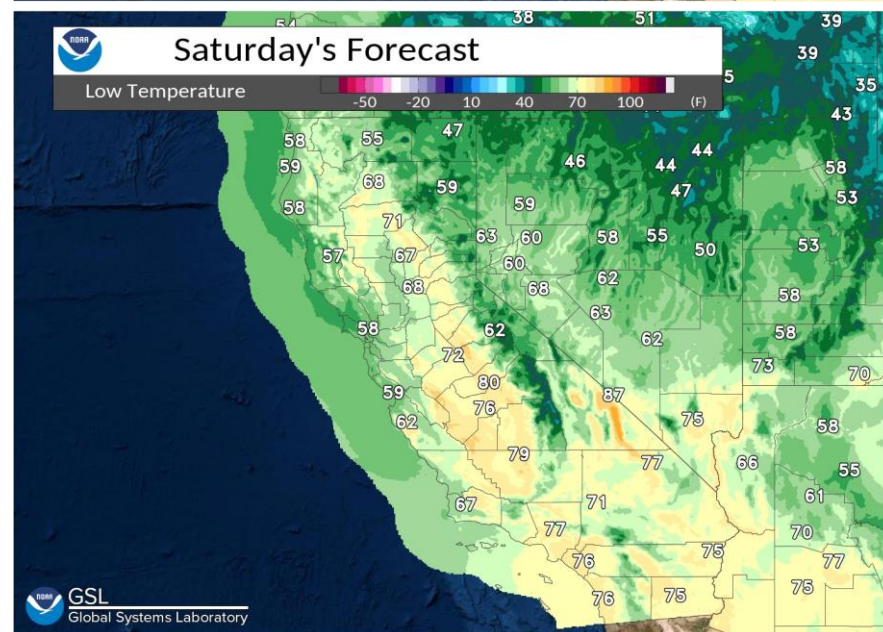 54 38 51 39
NOAA
Saturday's Forecast
39
Low Temperature
-50 -20 10 40 70 100 (F)
5 35
43
58 55 47
59 46 44 44 58
68 59 47 53
58 59
71
63 60 58 55 53
57 67 60 50
68 68 62
63 58
58 62 62 58
72 73 70
80
59 76 87
62 75 58
79 77 66 55
67 71 61
77 70
76 75 77
76 75 75
NOAA
GSL
Global Systems Laboratory